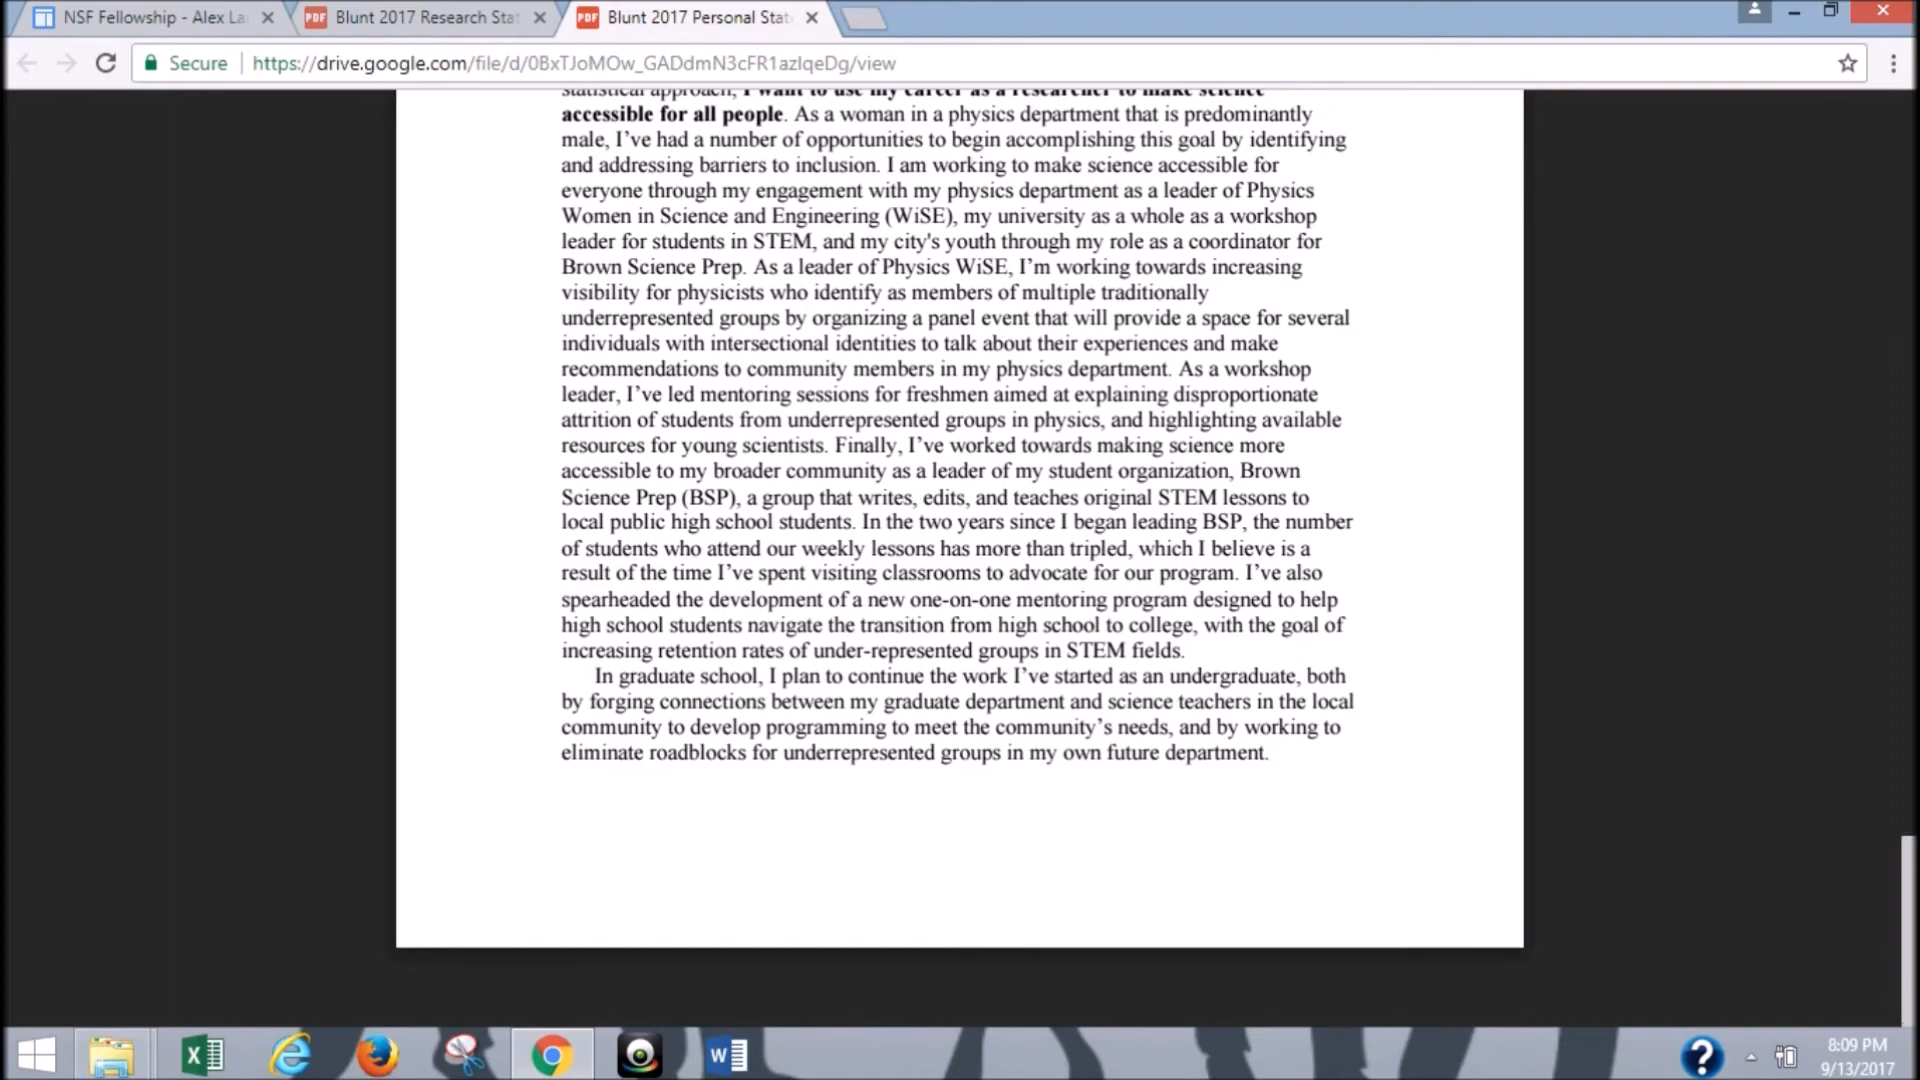 NSF Fellowship - Alex La
Blunt 2017 Research Sta
Blunt 2017 Personal Stat
Secure
https://drive.google.com/file/d/0BxTJoMOw_GADdmN3cFR1azlqeDg/view
statistical approach, I want to use my career as a researcher to make science
accessible for all people. As a woman in a physics department that is predominantly
male, I’ve had a number of opportunities to begin accomplishing this goal by identifying
and addressing barriers to inclusion. I am working to make science accessible for
everyone through my engagement with my physics department as a leader of Physics
Women in Science and Engineering (WiSE), my university as a whole as a workshop
leader for students in STEM, and my city's youth through my role as a coordinator for
Brown Science Prep. As a leader of Physics WiSE, I’m working towards increasing
visibility for physicists who identify as members of multiple traditionally
underrepresented groups by organizing a panel event that will provide a space for several
individuals with intersectional identities to talk about their experiences and make
recommendations to community members in my physics department. As a workshop
leader, I’ve led mentoring sessions for freshmen aimed at explaining disproportionate
attrition of students from underrepresented groups in physics, and highlighting available
resources for young scientists. Finally, I’ve worked towards making science more
accessible to my broader community as a leader of my student organization, Brown
Science Prep (BSP), a group that writes, edits, and teaches original STEM lessons to
local public high school students. In the two years since I began leading BSP, the number
of students who attend our weekly lessons has more than tripled, which I believe is a
result of the time I’ve spent visiting classrooms to advocate for our program. I’ve also
spearheaded the development of a new one-on-one mentoring program designed to help
high school students navigate the transition from high school to college, with the goal of
increasing retention rates of under-represented groups in STEM fields.
In graduate school, I plan to continue the work I’ve started as an undergraduate, both
by forging connections between my graduate department and science teachers in the local
community to develop programming to meet the community’s needs, and by working to
eliminate roadblocks for underrepresented groups in my own future department.
8:09 PM
9/13/2017